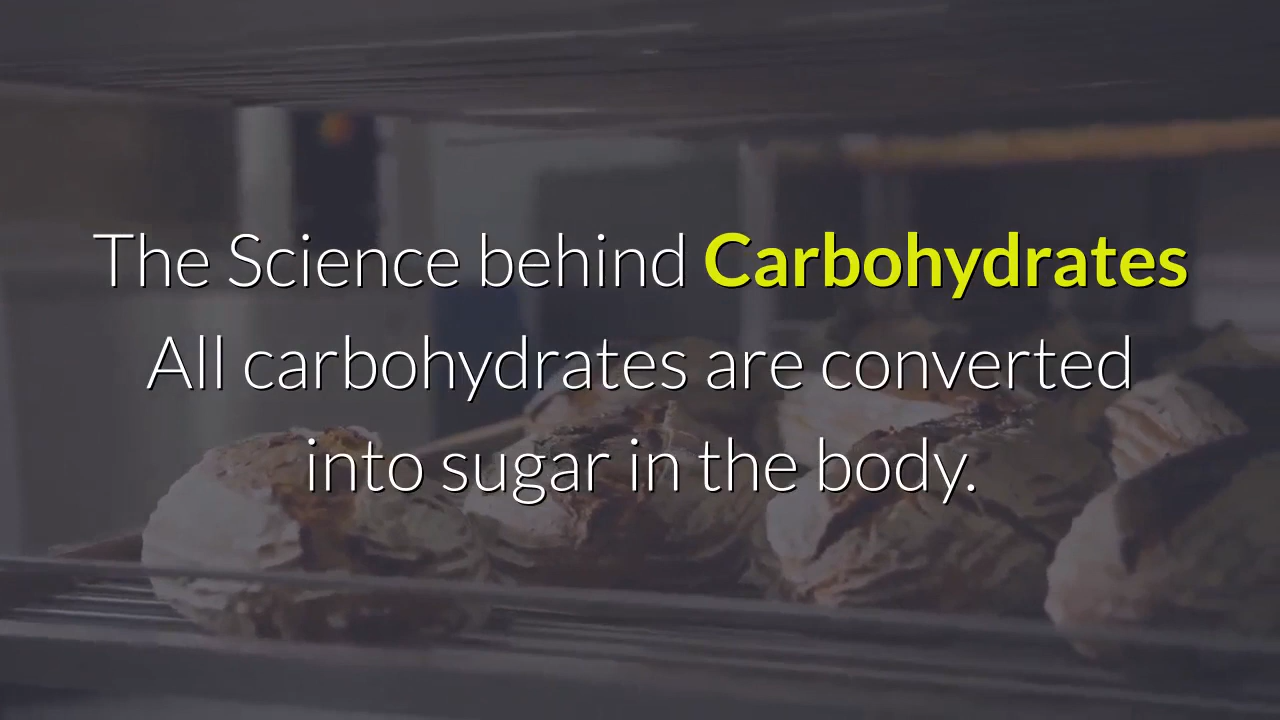 The Science behind Carbohydrates
All carbohydrates are converted
into sugar in the body.